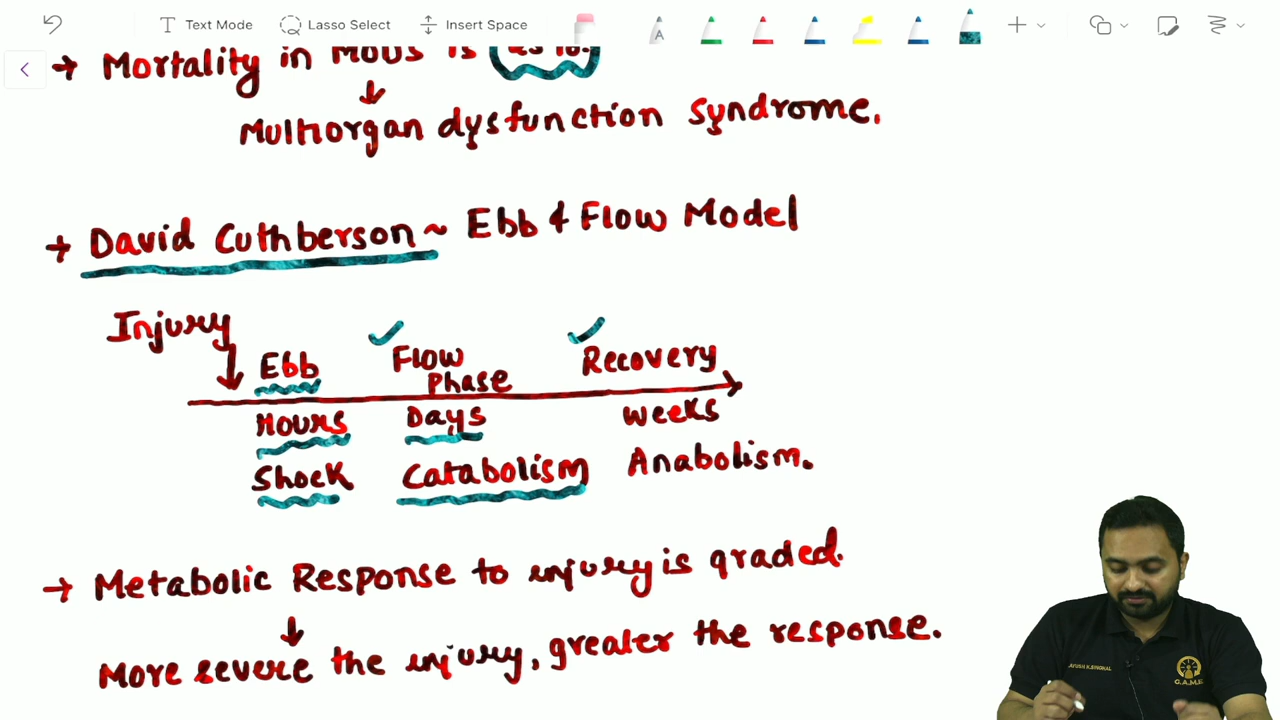 Text Mode Lasso Select Insert Space
A
→ Mortality in MODS is
↓
Multiorgan dysfunction Syndrome.
→ David Cuthberson ~ Ebb & Flow Model
Injury
↓ Ebb ✓ Flow Phase ✓ Recovery
Hours Days Weeks
Shock Catabolism Anabolism.
→ Metabolic Response to injury is graded.
↓
More severe the injury, greater the response.
G.A.M.E